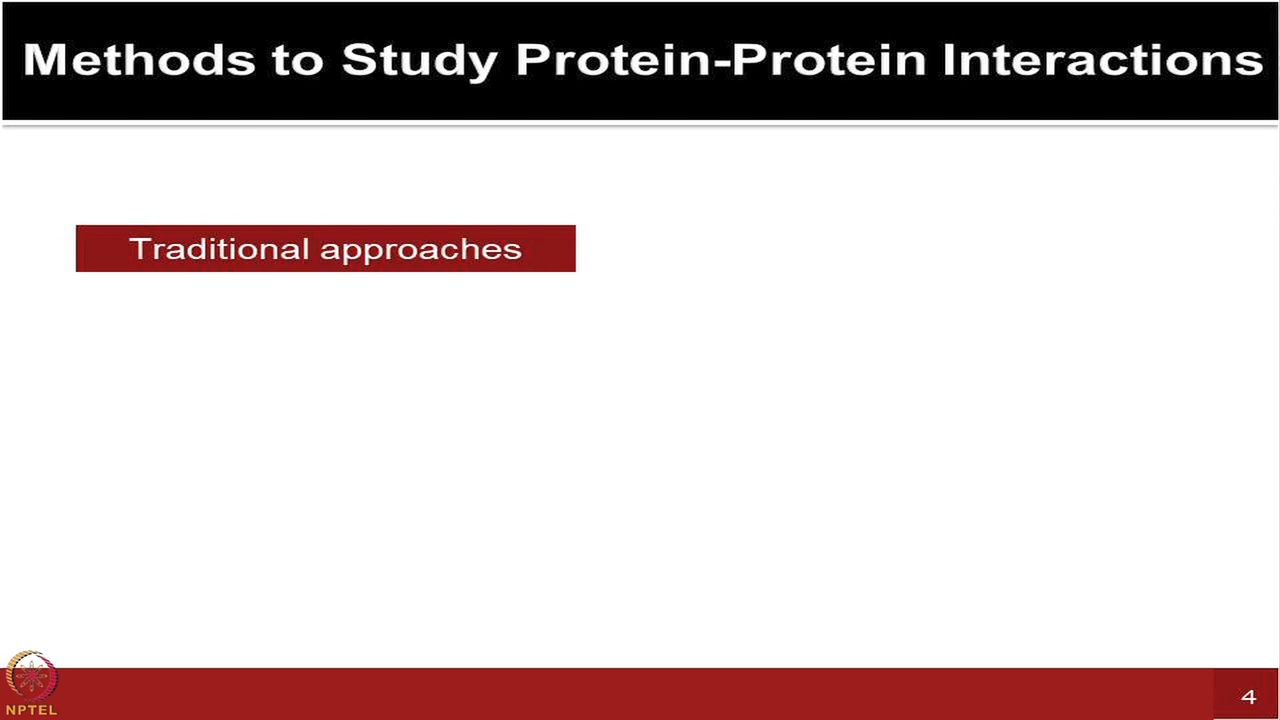 Methods to Study Protein-Protein Interactions
Traditional approaches
NPTEL
4